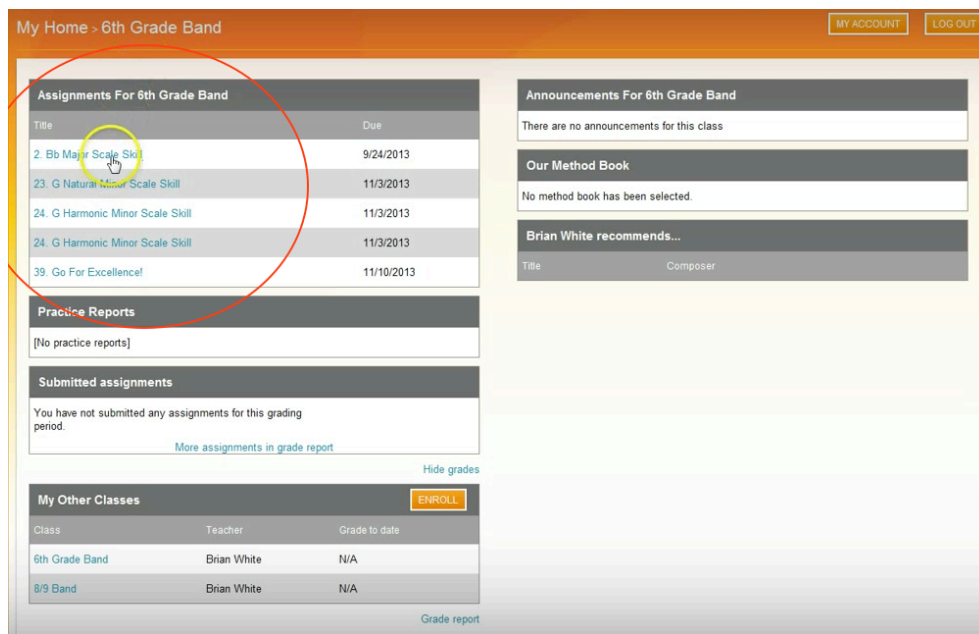 My Home > 6th Grade Band
MY ACCOUNT
LOG OUT
Assignments For 6th Grade Band
Title Due
2. Bb Major Scale Skill 9/24/2013
23. G Natural Minor Scale Skill 11/3/2013
24. G Harmonic Minor Scale Skill 11/3/2013
24. G Harmonic Minor Scale Skill 11/3/2013
39. Go For Excellence! 11/10/2013
Practice Reports
[No practice reports]
Submitted assignments
You have not submitted any assignments for this grading
period.
More assignments in grade report
Hide grades
My Other Classes ENROLL
Class Teacher Grade to date
6th Grade Band Brian White N/A
8/9 Band Brian White N/A
Grade report
Announcements For 6th Grade Band
There are no announcements for this class
Our Method Book
No method book has been selected.
Brian White recommends...
Title Composer